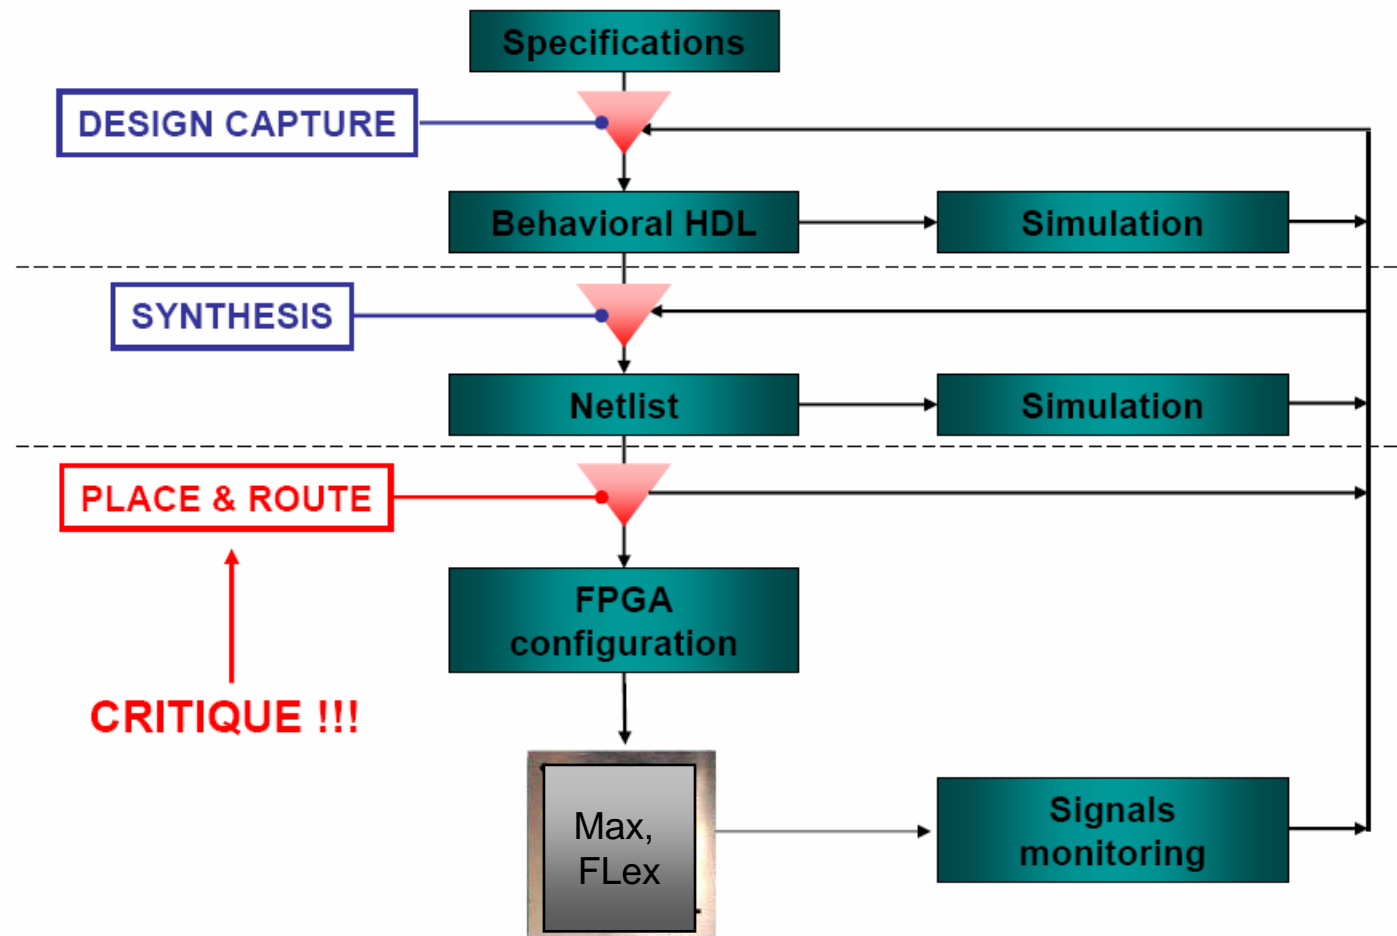 Specifications
DESIGN CAPTURE
Behavioral HDL
Simulation
SYNTHESIS
Netlist
Simulation
PLACE & ROUTE
FPGA
configuration
CRITIQUE !!!
Max,
FLex
Signals
monitoring